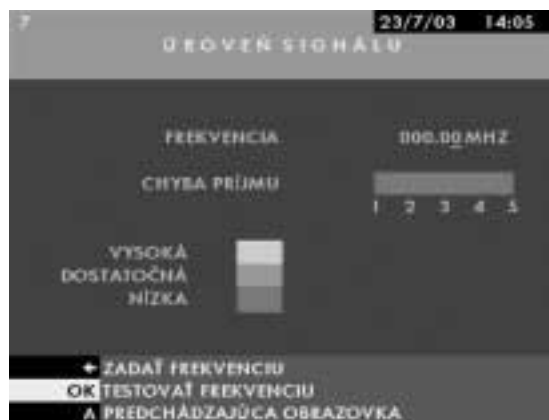 7
23/7/03 14:05
ÚROVEŇ SIGNÁLU
FREKVENCIA 000.00 MHZ
CHYBA PRÍJMU
1 2 3 4 5
VYSOKÁ
DOSTATOČNÁ
NÍZKA
← ZADAŤ FREKVENCIU
OK TESTOVAŤ FREKVENCIU
∧ PREDCHÁDZAJÚCA OBRAZOVKA